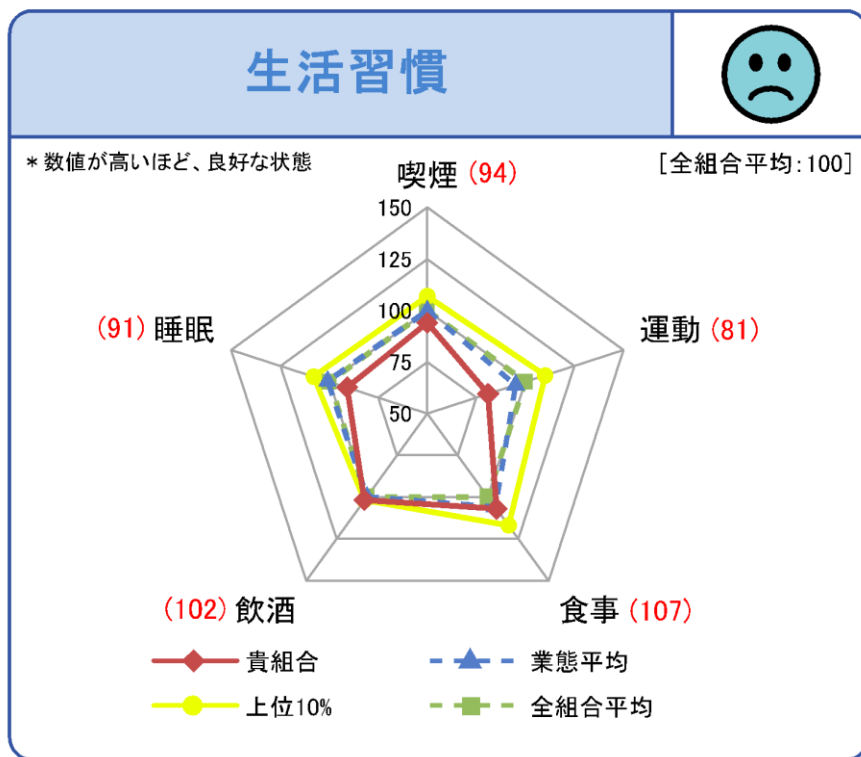 生活習慣
*数値が高いほど、良好な状態
[全組合平均:100]
喫煙 (94)
150
125
100
75
50
(91) 睡眠
運動 (81)
(102) 飲酒
食事 (107)
貴組合
業態平均
上位10%
全組合平均